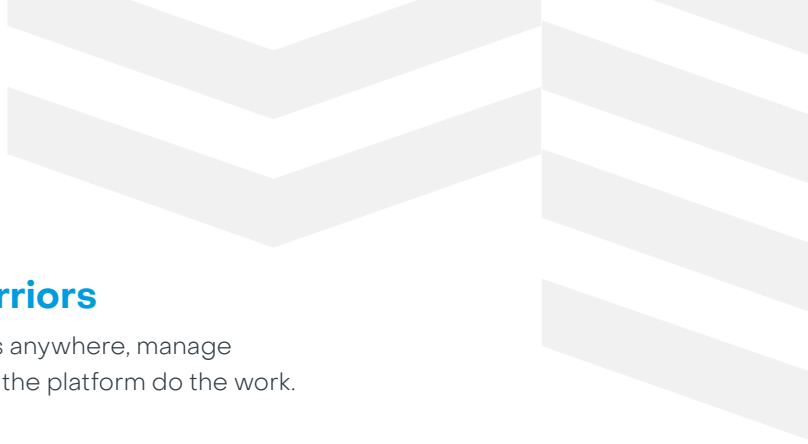 rriors
s anywhere, manage
the platform do the work.